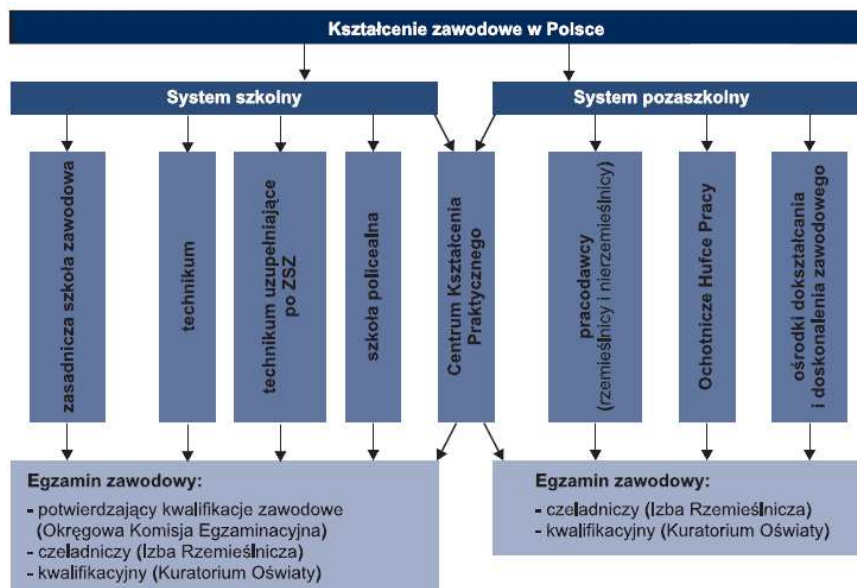 Kształcenie zawodowe w Polsce
System szkolny
System pozaszkolny
zasadnicza szkoła zawodowa
technikum
technikum uzupełniające
po ZSZ
szkoła policealna
Centrum Kształcenia
Praktycznego
pracodawcy
(rzemieślnicy i nierzemieślnicy)
Ochotnicze Hufce Pracy
ośrodki dokształcania
i doskonalenia zawodowego
Egzamin zawodowy:
- potwierdzający kwalifikacje zawodowe
(Okręgowa Komisja Egzaminacyjna)
- czeladniczy (Izba Rzemieślnicza)
- kwalifikacyjny (Kuratorium Oświaty)
Egzamin zawodowy:
- czeladniczy (Izba Rzemieślnicza)
- kwalifikacyjny (Kuratorium Oświaty)